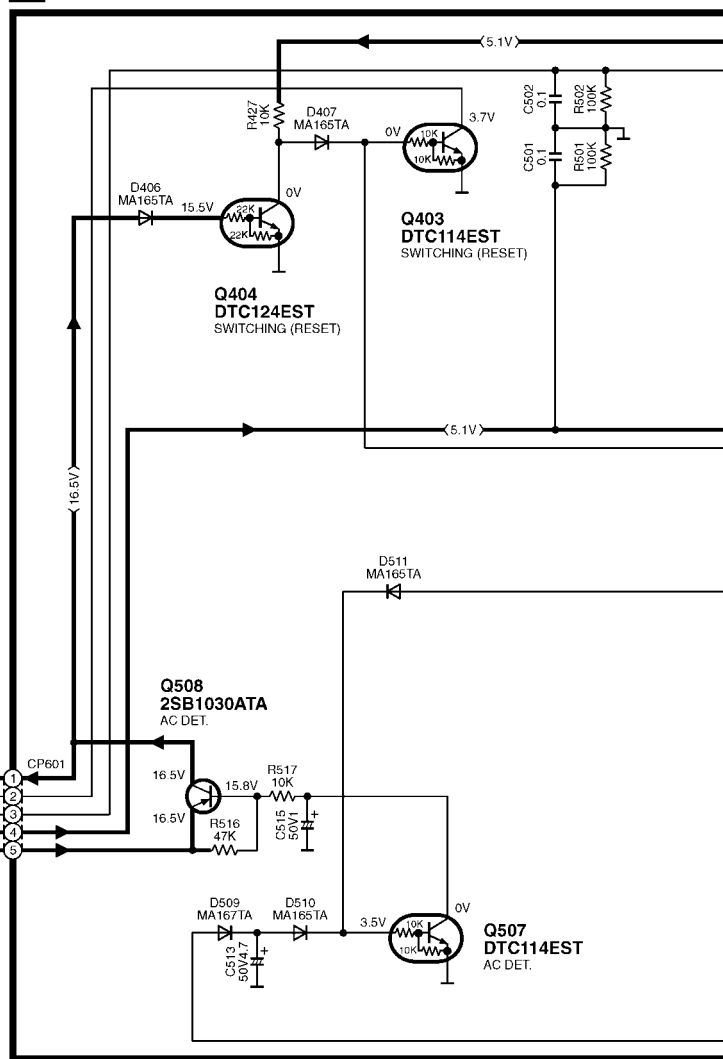 (5.1V)
R427
10K
D407
MA165TA
0V
10K
10K
3.7V
C502
0.1
R502
100K
C501
0.1
R501
100K
D406
MA165TA
15.5V
0V
22K
22K
Q403
DTC114EST
SWITCHING (RESET)
Q404
DTC124EST
SWITCHING (RESET)
(5.1V)
(16.5V)
D511
MA165TA
Q508
2SB1030ATA
AC DET.
CP601
1
2
3
4
5
16.5V
16.5V
15.8V
R517
10K
R516
47K
C515
50V1
+
D509
MA167TA
D510
MA165TA
C513
50V4.7
+
3.5V
0V
10K
10K
Q507
DTC114EST
AC DET.